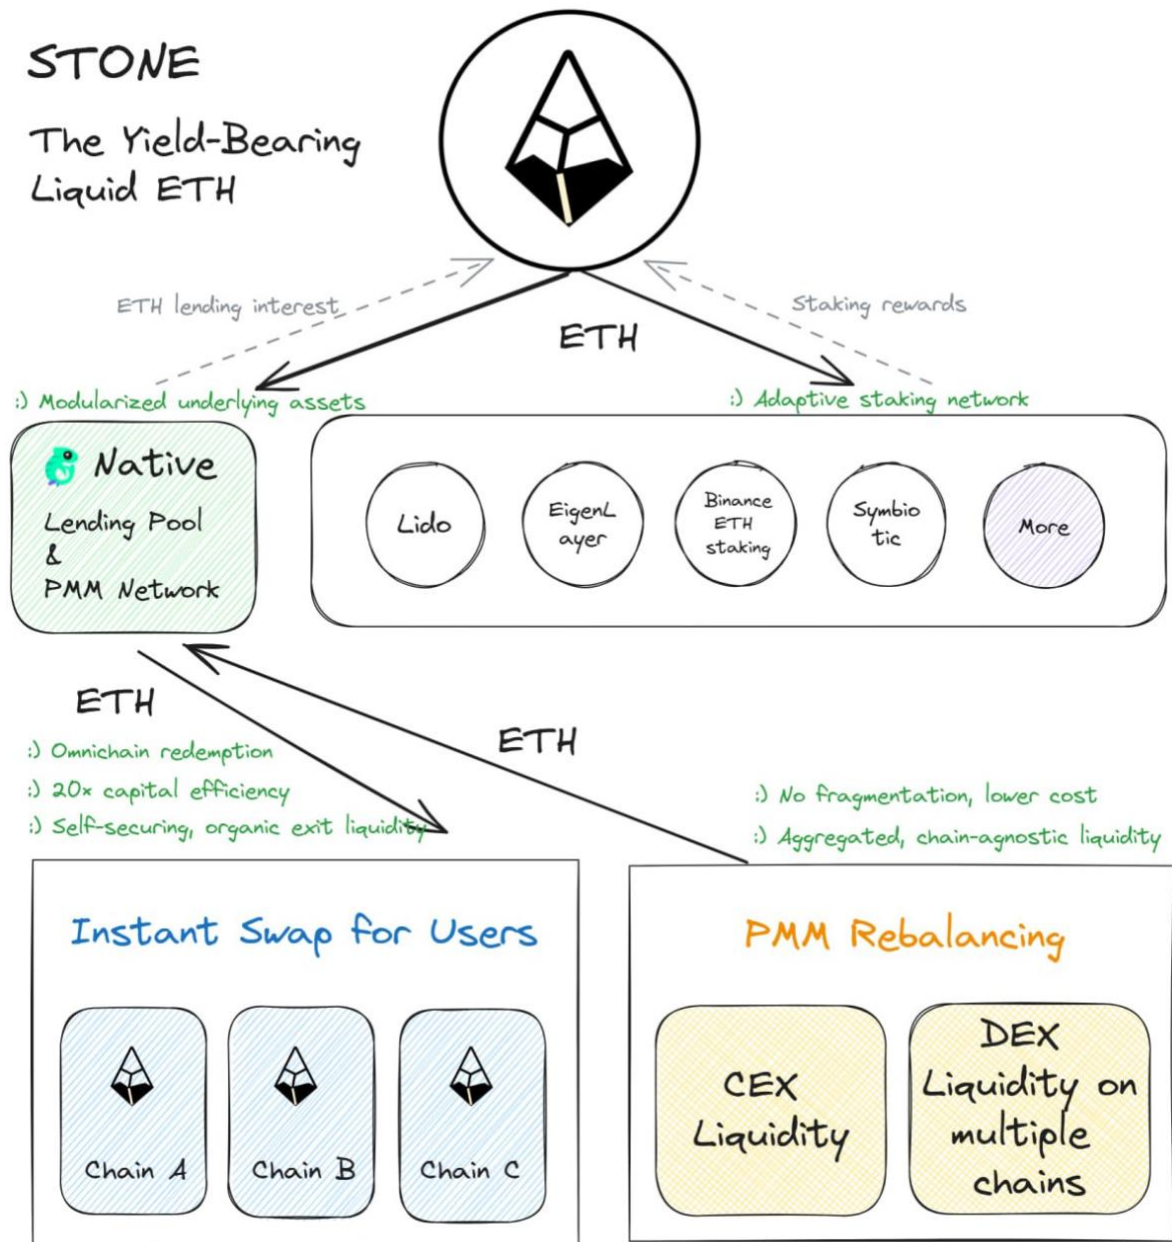 STONE
The Yield-Bearing
Liquid ETH
ETH lending interest
Staking rewards
ETH
:) Modularized underlying assets
:) Adaptive staking network
Native
Lending Pool
&
PMM Network
Lido
EigenL
ayer
Binance
ETH
staking
Symbio
tic
More
ETH
ETH
:) Omnichain redemption
:) 20x capital efficiency
:) Self-securing, organic exit liquidity
:) No fragmentation, lower cost
:) Aggregated, chain-agnostic liquidity
Instant Swap for Users
Chain A
Chain B
Chain C
PMM Rebalancing
CEX
Liquidity
DEX
Liquidity on
multiple
chains